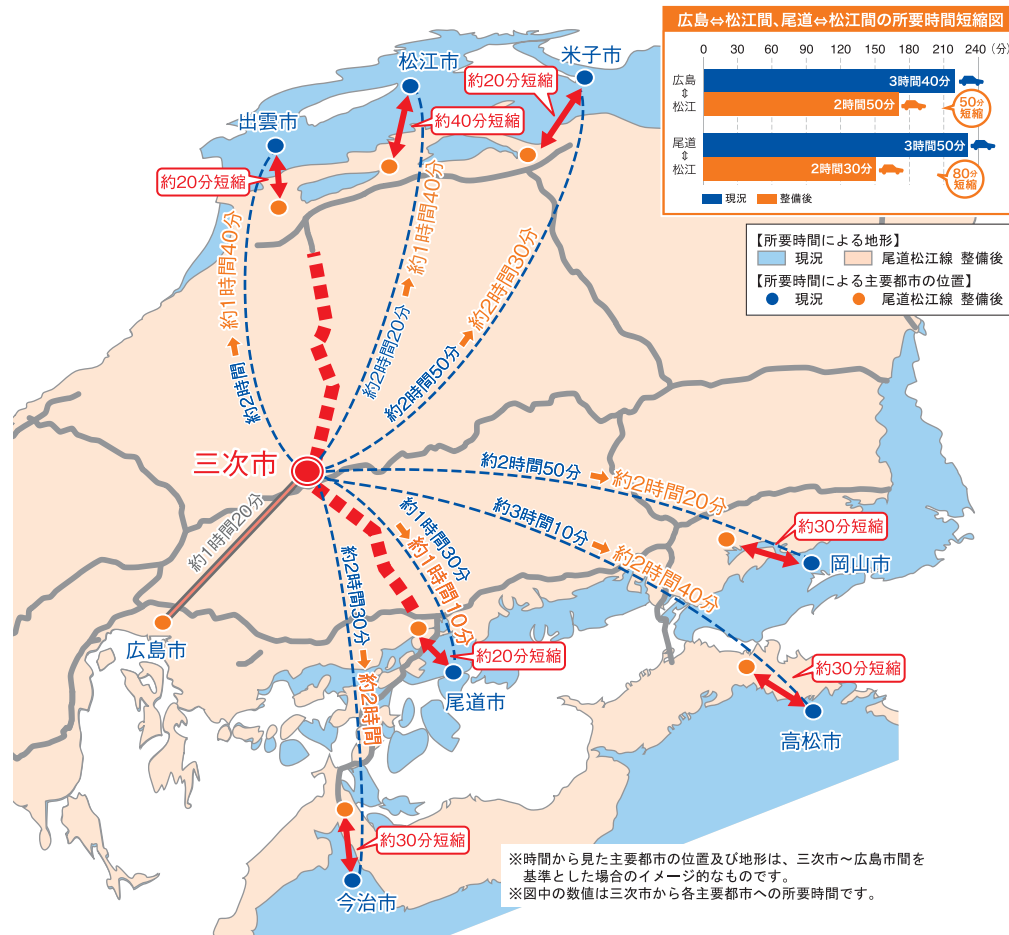 広島⇔松江間、尾道⇔松江間の所要時間短縮図
0 30 60 90 120 150 180 210 240 (分)
広島
⇕
松江
3時間40分
2時間50分
50分
短縮
尾道
⇕
松江
3時間50分
2時間30分
80分
短縮
現況 整備後
【所要時間による地形】
現況 尾道松江線 整備後
【所要時間による主要都市の位置】
現況 尾道松江線 整備後
米子市
松江市
約20分短縮
出雲市
約40分短縮
約20分短縮
約2時間➡約1時間40分
約2時間20分➡約1時間40分
約2時間50分➡約2時間30分
三次市
約1時間20分
約2時間50分➡約2時間20分
約3時間10分➡約2時間40分
約1時間30分➡約1時間10分
約2時間30分➡約2時間
約30分短縮
岡山市
広島市
約20分短縮
尾道市
約30分短縮
高松市
約30分短縮
今治市
※時間から見た主要都市の位置及び地形は、三次市〜広島市間を
基準とした場合のイメージ的なものです。
※図中の数値は三次市から各主要都市への所要時間です。